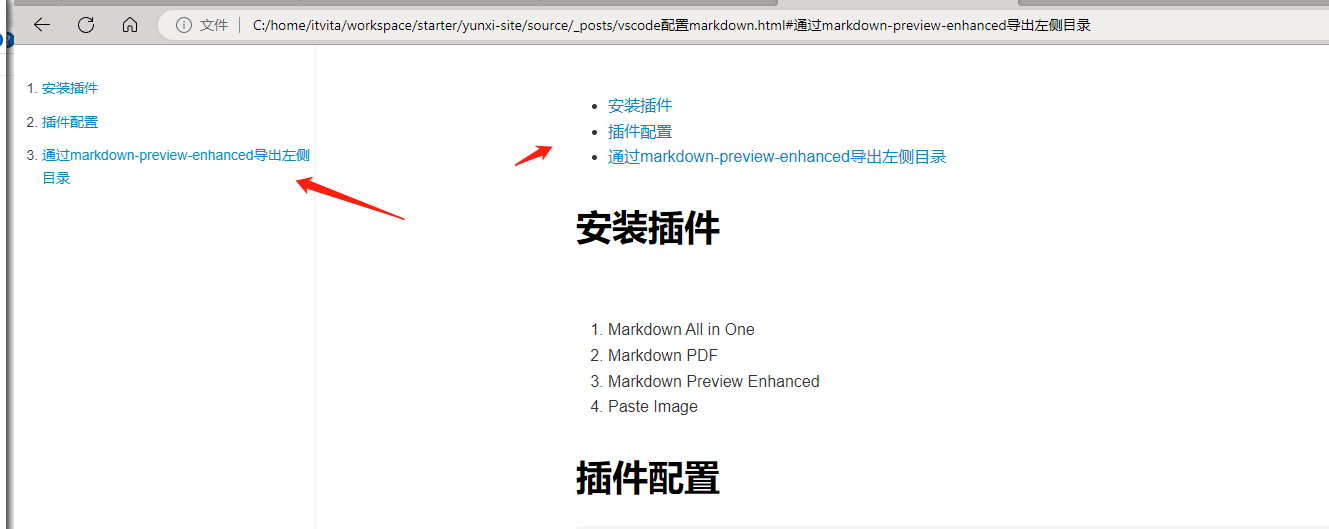 文件 C:/home/itvita/workspace/starter/yunxi-site/source/_posts/vscode配置markdown.html#通过markdown-preview-enhanced导出左侧目录
1. 安装插件
2. 插件配置
3. 通过markdown-preview-enhanced导出左侧
目录
• 安装插件
• 插件配置
• 通过markdown-preview-enhanced导出左侧目录
安装插件
1. Markdown All in One
2. Markdown PDF
3. Markdown Preview Enhanced
4. Paste Image
插件配置